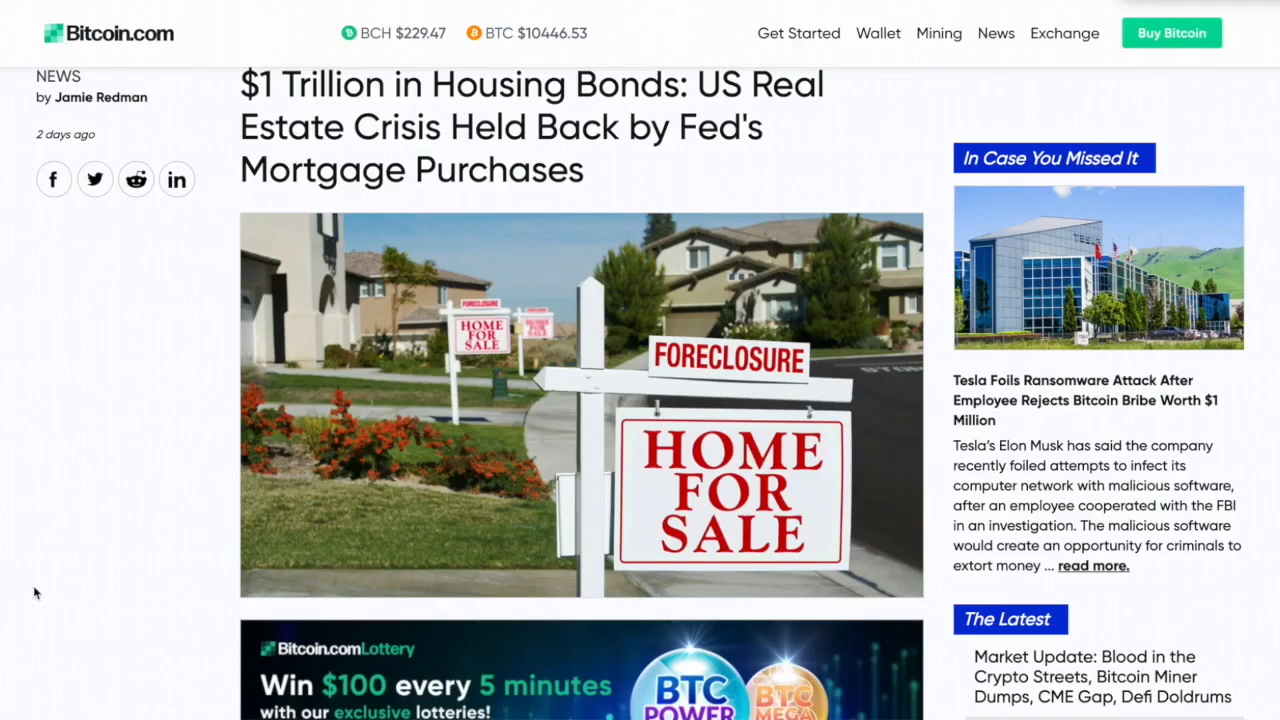 Bitcoin.com
BCH $229.47
BTC $10446.53
Get Started
Wallet
Mining
News
Exchange
Buy Bitcoin
NEWS
by Jamie Redman
2 days ago
$1 Trillion in Housing Bonds: US Real
Estate Crisis Held Back by Fed's
Mortgage Purchases
FORECLOSURE
HOME
FOR
SALE
FORECLOSURE
HOME
FOR
SALE
Bitcoin.comLottery
Win $100 every 5 minutes
with our exclusive lotteries!
BTC
POWER
BTC
MEGA
In Case You Missed It
TESLA
Tesla Foils Ransomware Attack After
Employee Rejects Bitcoin Bribe Worth $1
Million
Tesla’s Elon Musk has said the company
recently foiled attempts to infect its
computer network with malicious software,
after an employee cooperated with the FBI
in an investigation. The malicious software
would create an opportunity for criminals to
extort money ... read more.
The Latest
Market Update: Blood in the
Crypto Streets, Bitcoin Miner
Dumps, CME Gap, Defi Doldrums